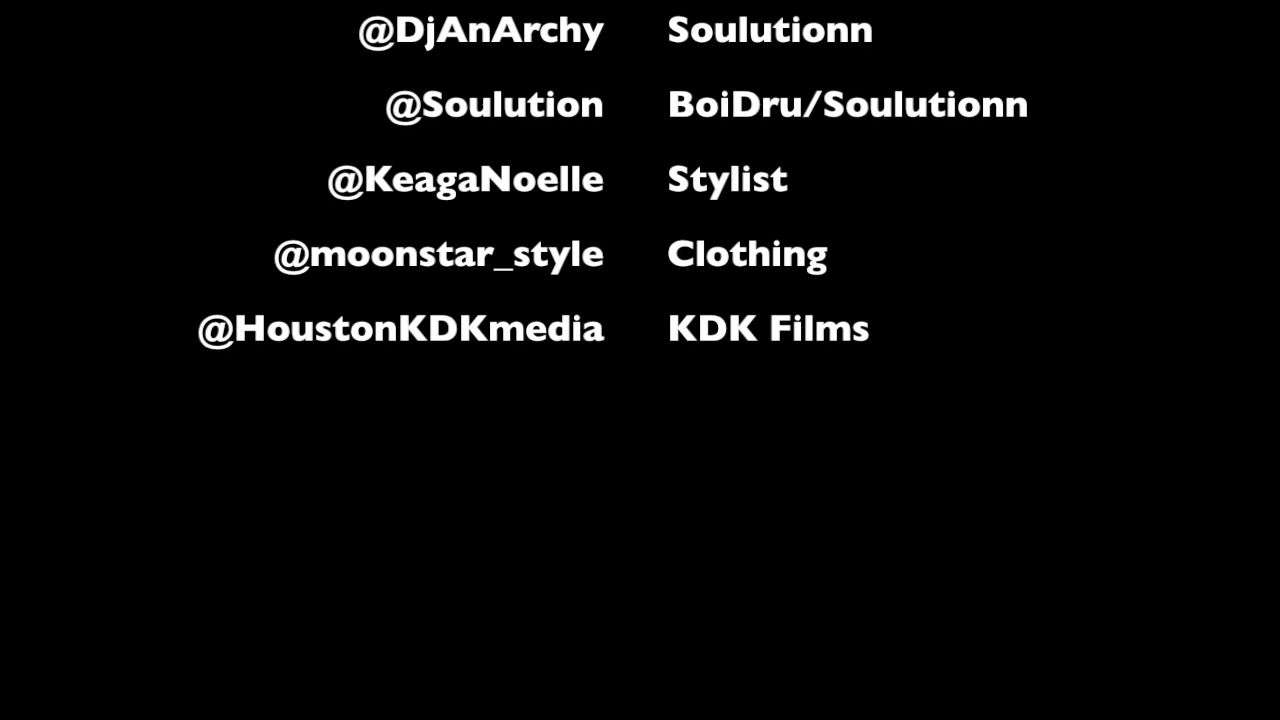 @DjAnArchy Soulutionn
@Soulution BoiDru/Soulutionn
@KeagaNoelle Stylist
@moonstar_style Clothing
@HoustonKDKmedia KDK Films